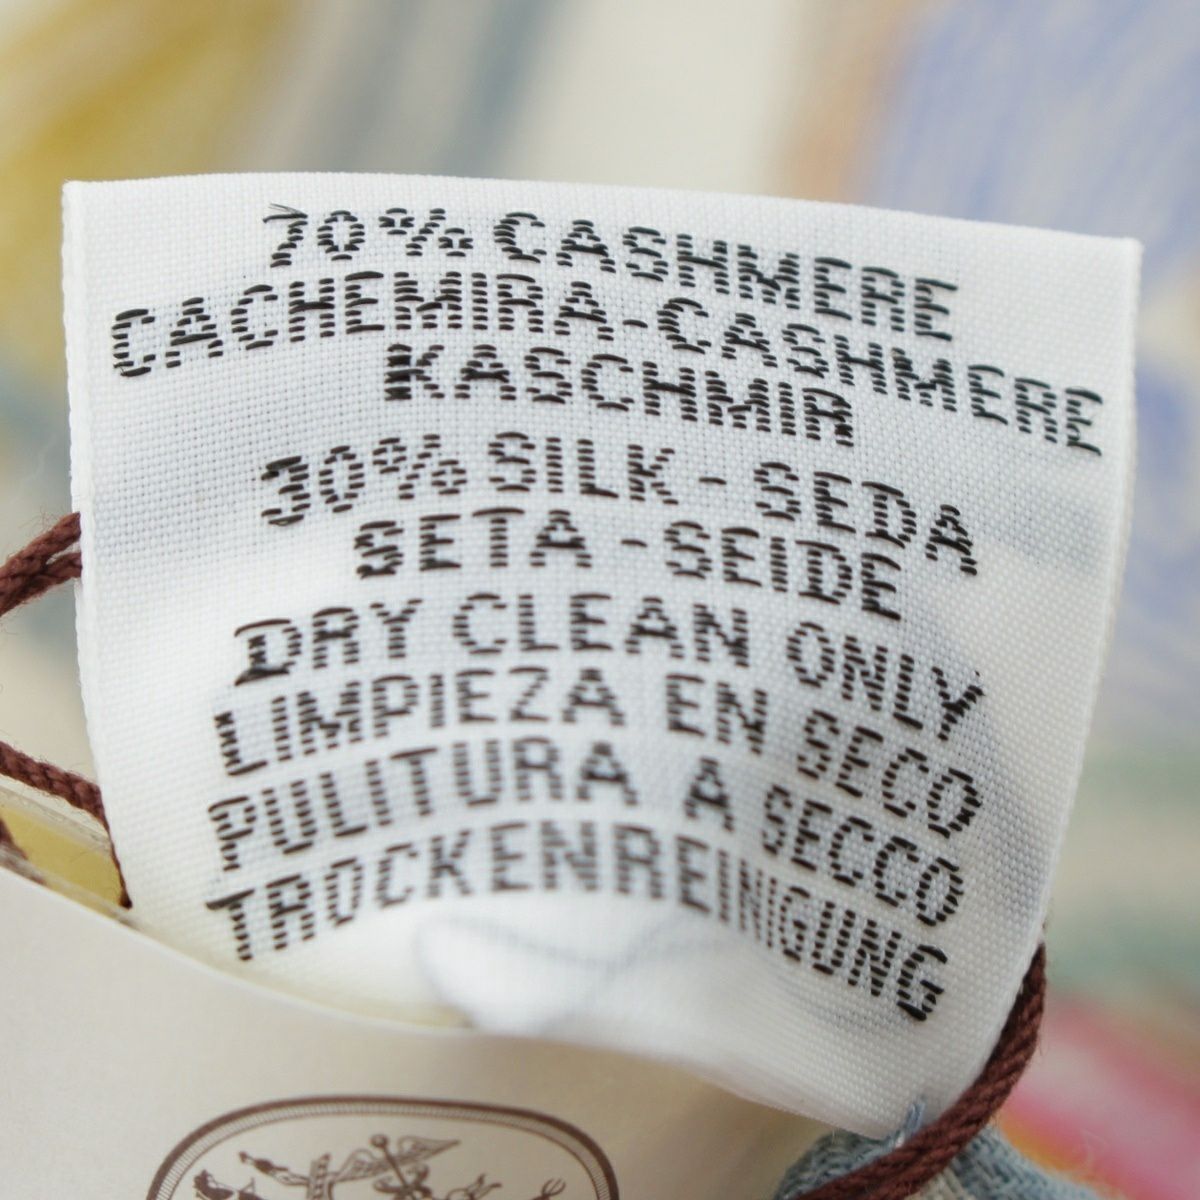 70% CASHMERE
CACHEMIRA-CASHMERE
KASCHMIR
30% SILK - SEDA
SETA - SEIDE
DRY CLEAN ONLY
LIMPIEZA EN SECO
PULITURA A SECCO
TROCKENREINIGUNG